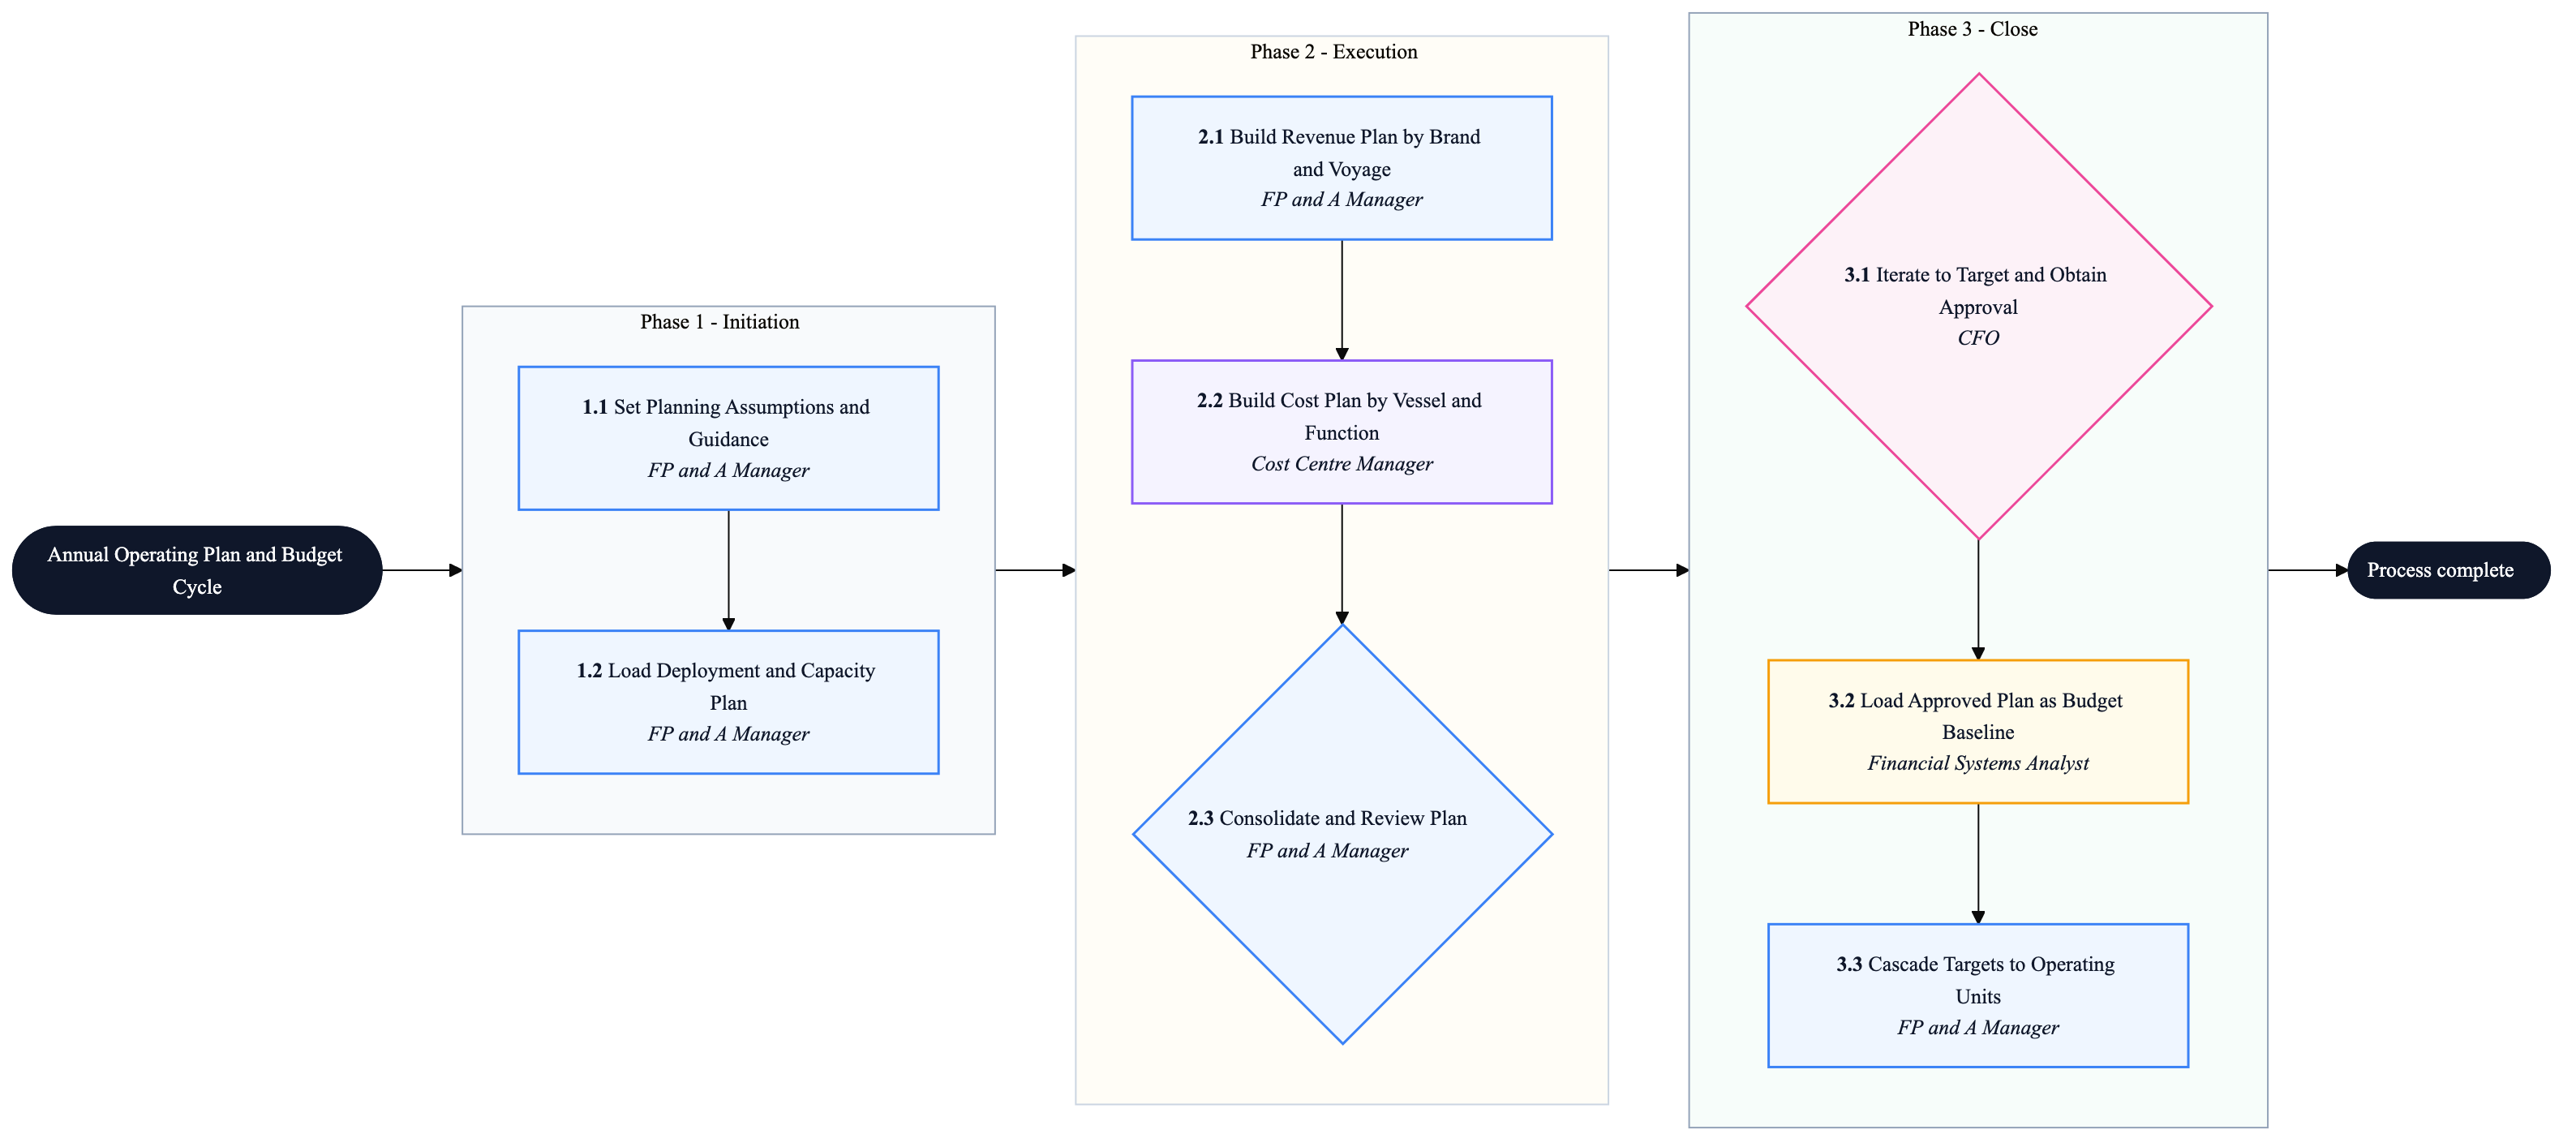 Annual Operating Plan and Budget
Cycle
Phase 1 - Initiation
1.1 Set Planning Assumptions and
Guidance
FP and A Manager
1.2 Load Deployment and Capacity
Plan
FP and A Manager
Phase 2 - Execution
2.1 Build Revenue Plan by Brand
and Voyage
FP and A Manager
2.2 Build Cost Plan by Vessel and
Function
Cost Centre Manager
2.3 Consolidate and Review Plan
FP and A Manager
Phase 3 - Close
3.1 Iterate to Target and Obtain
Approval
CFO
3.2 Load Approved Plan as Budget
Baseline
Financial Systems Analyst
3.3 Cascade Targets to Operating
Units
FP and A Manager
Process complete